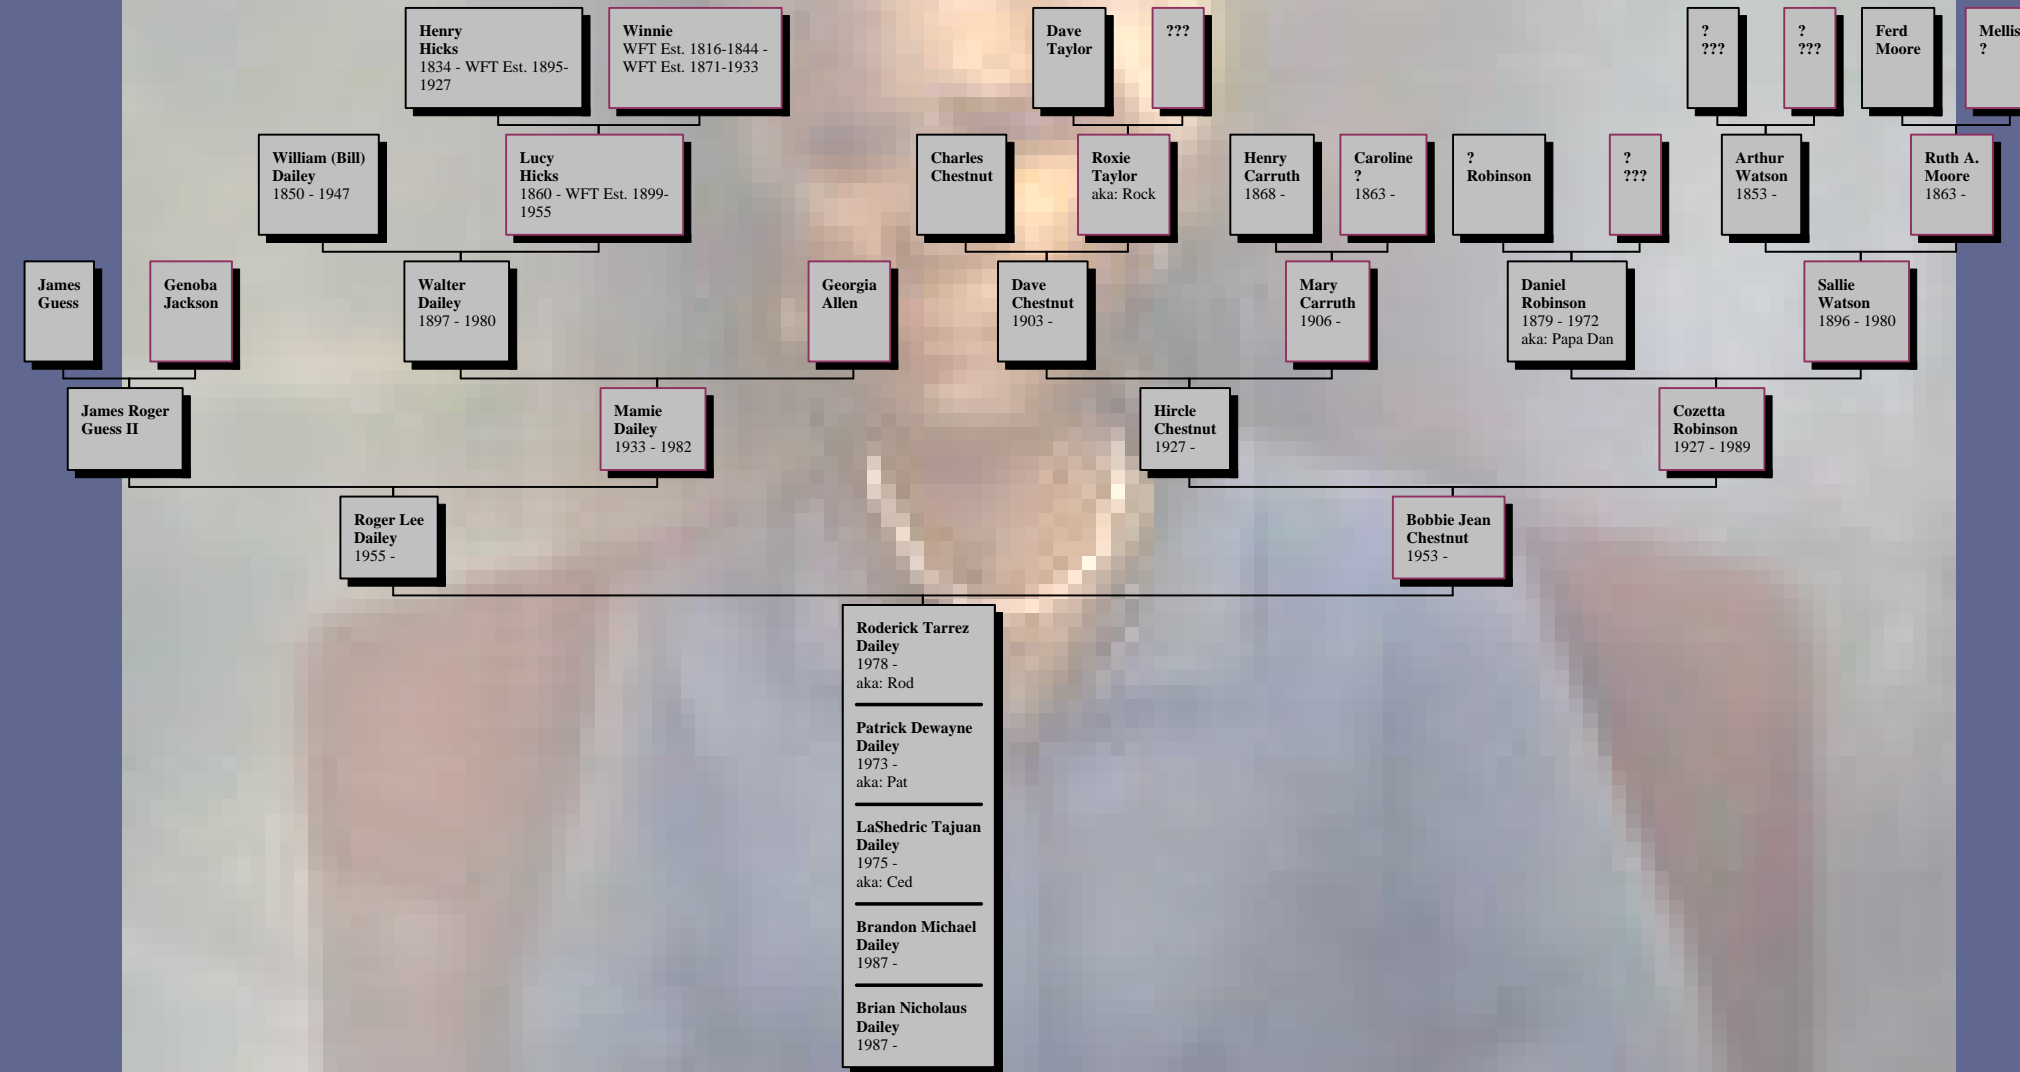 Henry
Hicks
1834 - WFT Est. 1895-
1927
Winnie
WFT Est. 1816-1844 -
WFT Est. 1871-1933
Dave
Taylor
???
?
???
?
???
Ferd
Moore
Mellis
?
William (Bill)
Dailey
1850 - 1947
Lucy
Hicks
1860 - WFT Est. 1899-
1955
Charles
Chestnut
Roxie
Taylor
aka: Rock
Henry
Carruth
1868 -
Caroline
?
1863 -
?
Robinson
?
???
Arthur
Watson
1853 -
Ruth A.
Moore
1863 -
James
Guess
Genoba
Jackson
Walter
Dailey
1897 - 1980
Georgia
Allen
Dave
Chestnut
1903 -
Mary
Carruth
1906 -
Daniel
Robinson
1879 - 1972
aka: Papa Dan
Sallie
Watson
1896 - 1980
James Roger
Guess II
Mamie
Dailey
1933 - 1982
Hircle
Chestnut
1927 -
Cozetta
Robinson
1927 - 1989
Roger Lee
Dailey
1955 -
Bobbie Jean
Chestnut
1953 -
Roderick Tarrez
Dailey
1978 -
aka: Rod
Patrick Dewayne
Dailey
1973 -
aka: Pat
LaShedric Tajuan
Dailey
1975 -
aka: Ced
Brandon Michael
Dailey
1987 -
Brian Nicholaus
Dailey
1987 -